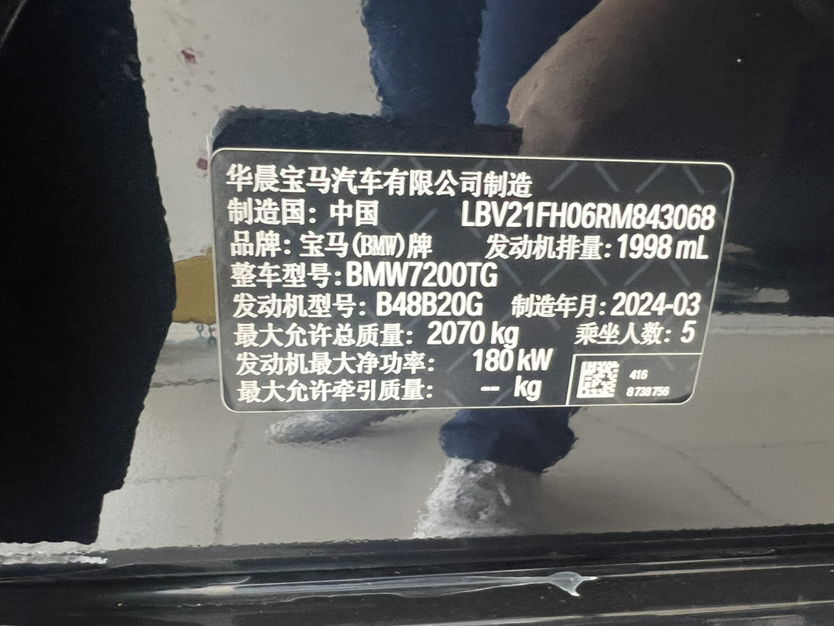 华晨宝马汽车有限公司制造
制造国: 中国 LBV21FH06RM843068
品牌: 宝马(BMW)牌 发动机排量: 1998 mL
整车型号: BMW7200TG
发动机型号: B48B20G 制造年月: 2024-03
最大允许总质量: 2070 kg 乘坐人数: 5
发动机最大净功率: 180 kW
最大允许牵引质量: -- kg
416
8 738 756